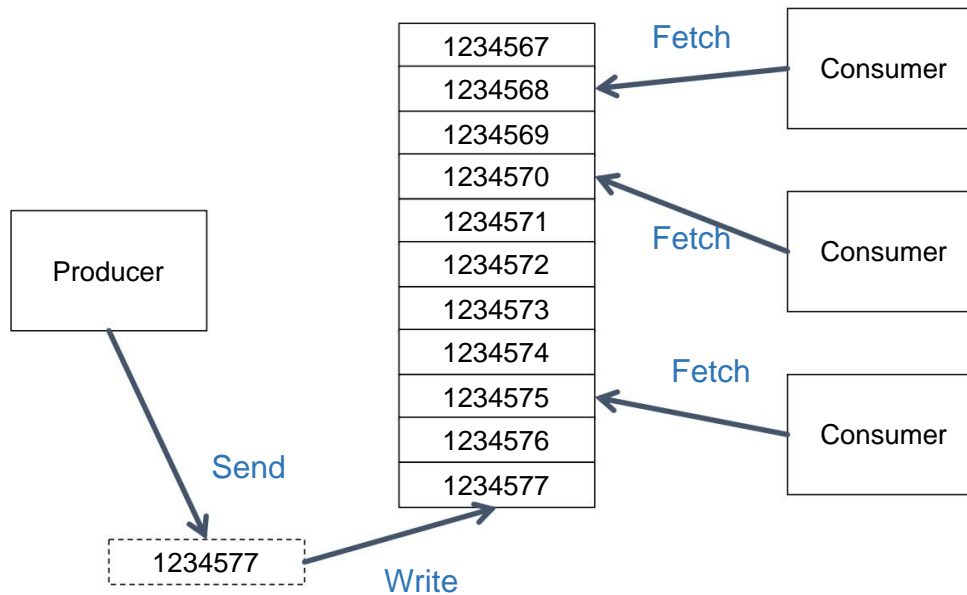 Producer
Send
1234577
Write
1234567
1234568
1234569
1234570
1234571
1234572
1234573
1234574
1234575
1234576
1234577
Fetch
Consumer
Fetch
Consumer
Fetch
Consumer